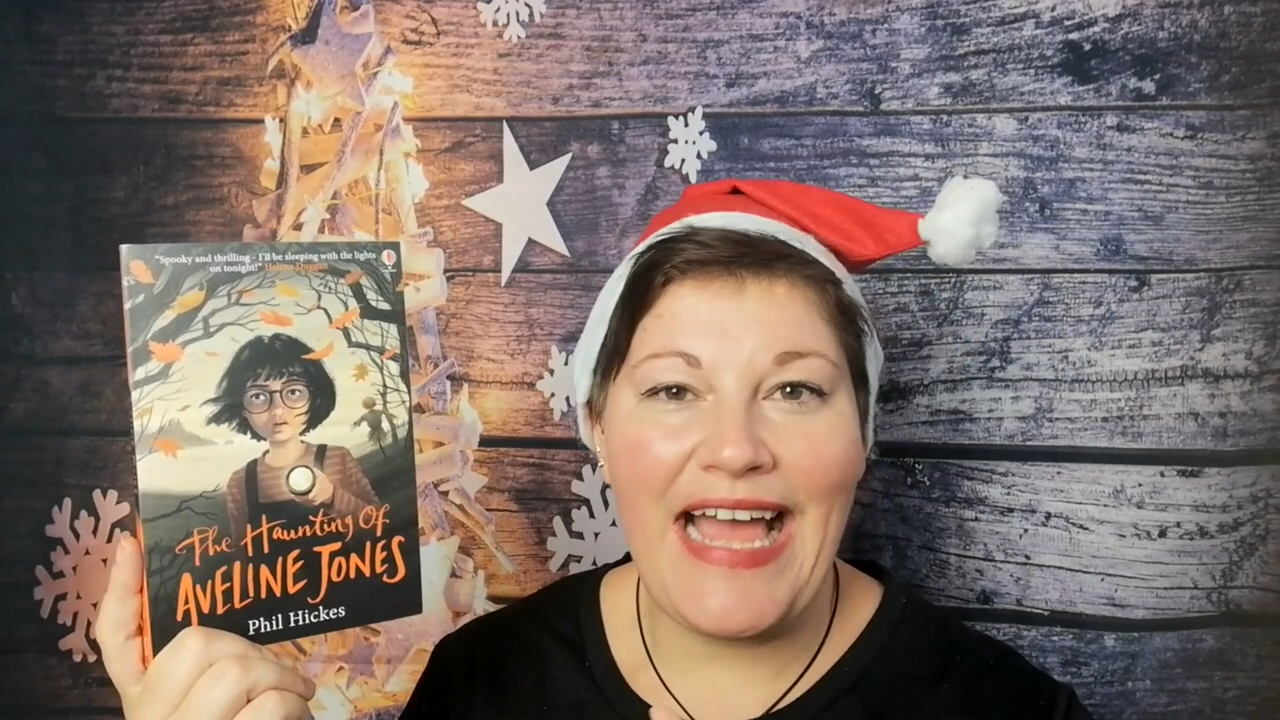 "Spooky and thrilling - I'll be sleeping with the lights
on tonight!" Helena Duggan
The Haunting Of
AVELINE JONES
Phil Hickes